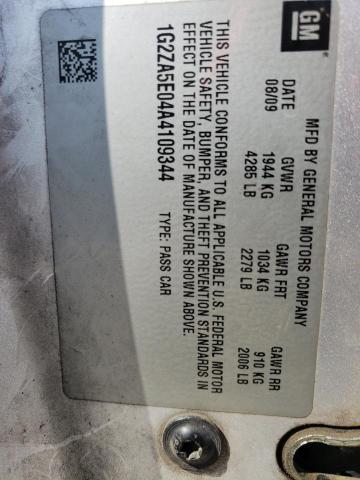 GM
MFD BY GENERAL MOTORS COMPANY
DATE GVWR GAWR FRT GAWR RR
08/09 1944 KG 1034 KG 910 KG
4285 LB 2279 LB 2006 LB
THIS VEHICLE CONFORMS TO ALL APPLICABLE U.S. FEDERAL MOTOR
VEHICLE SAFETY, BUMPER, AND THEFT PREVENTION STANDARDS IN
EFFECT ON THE DATE OF MANUFACTURE SHOWN ABOVE.
1G2ZA5E04A4109344 TYPE: PASS CAR